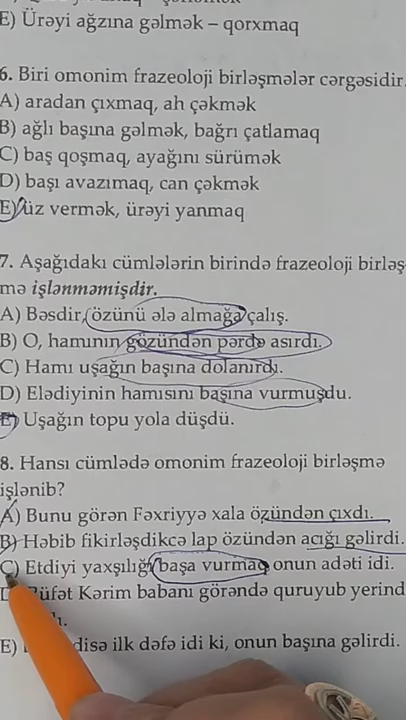 E) Ürəyi ağzına gəlmək – qorxmaq
6. Biri omonim frazeoloji birləşmələr cərgəsidir.
A) aradan çıxmaq, ah çəkmək
B) ağlı başına gəlmək, bağrı çatlamaq
C) baş qoşmaq, ayağını sürümək
D) başı avazımaq, can çəkmək
E) üz vermək, ürəyi yanmaq
7. Aşağıdakı cümlələrin birində frazeoloji birləş-
mə işlənməmişdir.
A) Bəsdir, özünü ələ almağa çalış.
B) O, hamının gözündən pərdə asırdı.
C) Hamı uşağın başına dolanırdı.
D) Elədiyinin hamısını başına vurmuşdu.
E) Uşağın topu yola düşdü.
8. Hansı cümlədə omonim frazeoloji birləşmə
işlənib?
A) Bunu görən Fəxriyyə xala özündən çıxdı.
B) Həbib fikirləşdikcə lap özündən acığı gəlirdi.
C) Etdiyi yaxşılığı başa vurmaq onun adəti idi.
Kərim babanı görəndə quruyub yerind
E) ilk dəfə idi ki, onun başına gəlirdi.